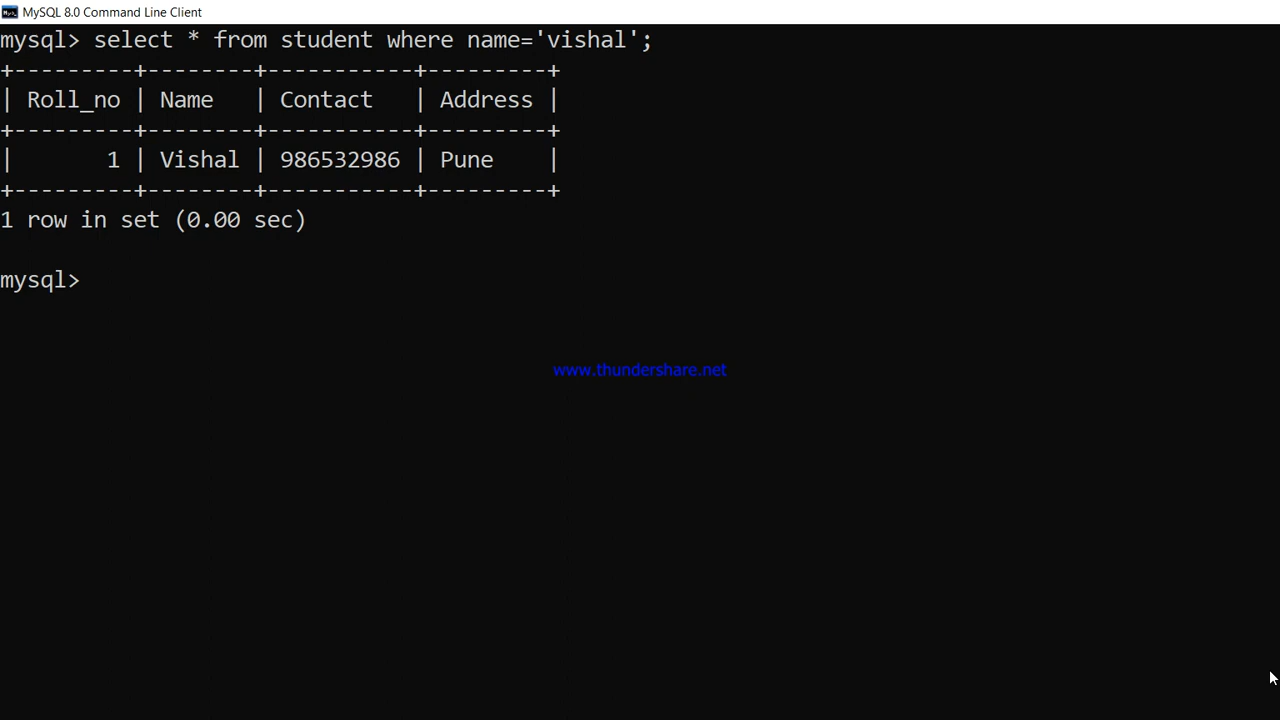 MySQL 8.0 Command Line Client
mysql> select * from student where name='vishal';
+---------+--------+-----------+---------+
| Roll_no | Name   | Contact   | Address |
+---------+--------+-----------+---------+
|       1 | Vishal | 986532986 | Pune    |
+---------+--------+-----------+---------+
1 row in set (0.00 sec)
mysql>
www.thundershare.net